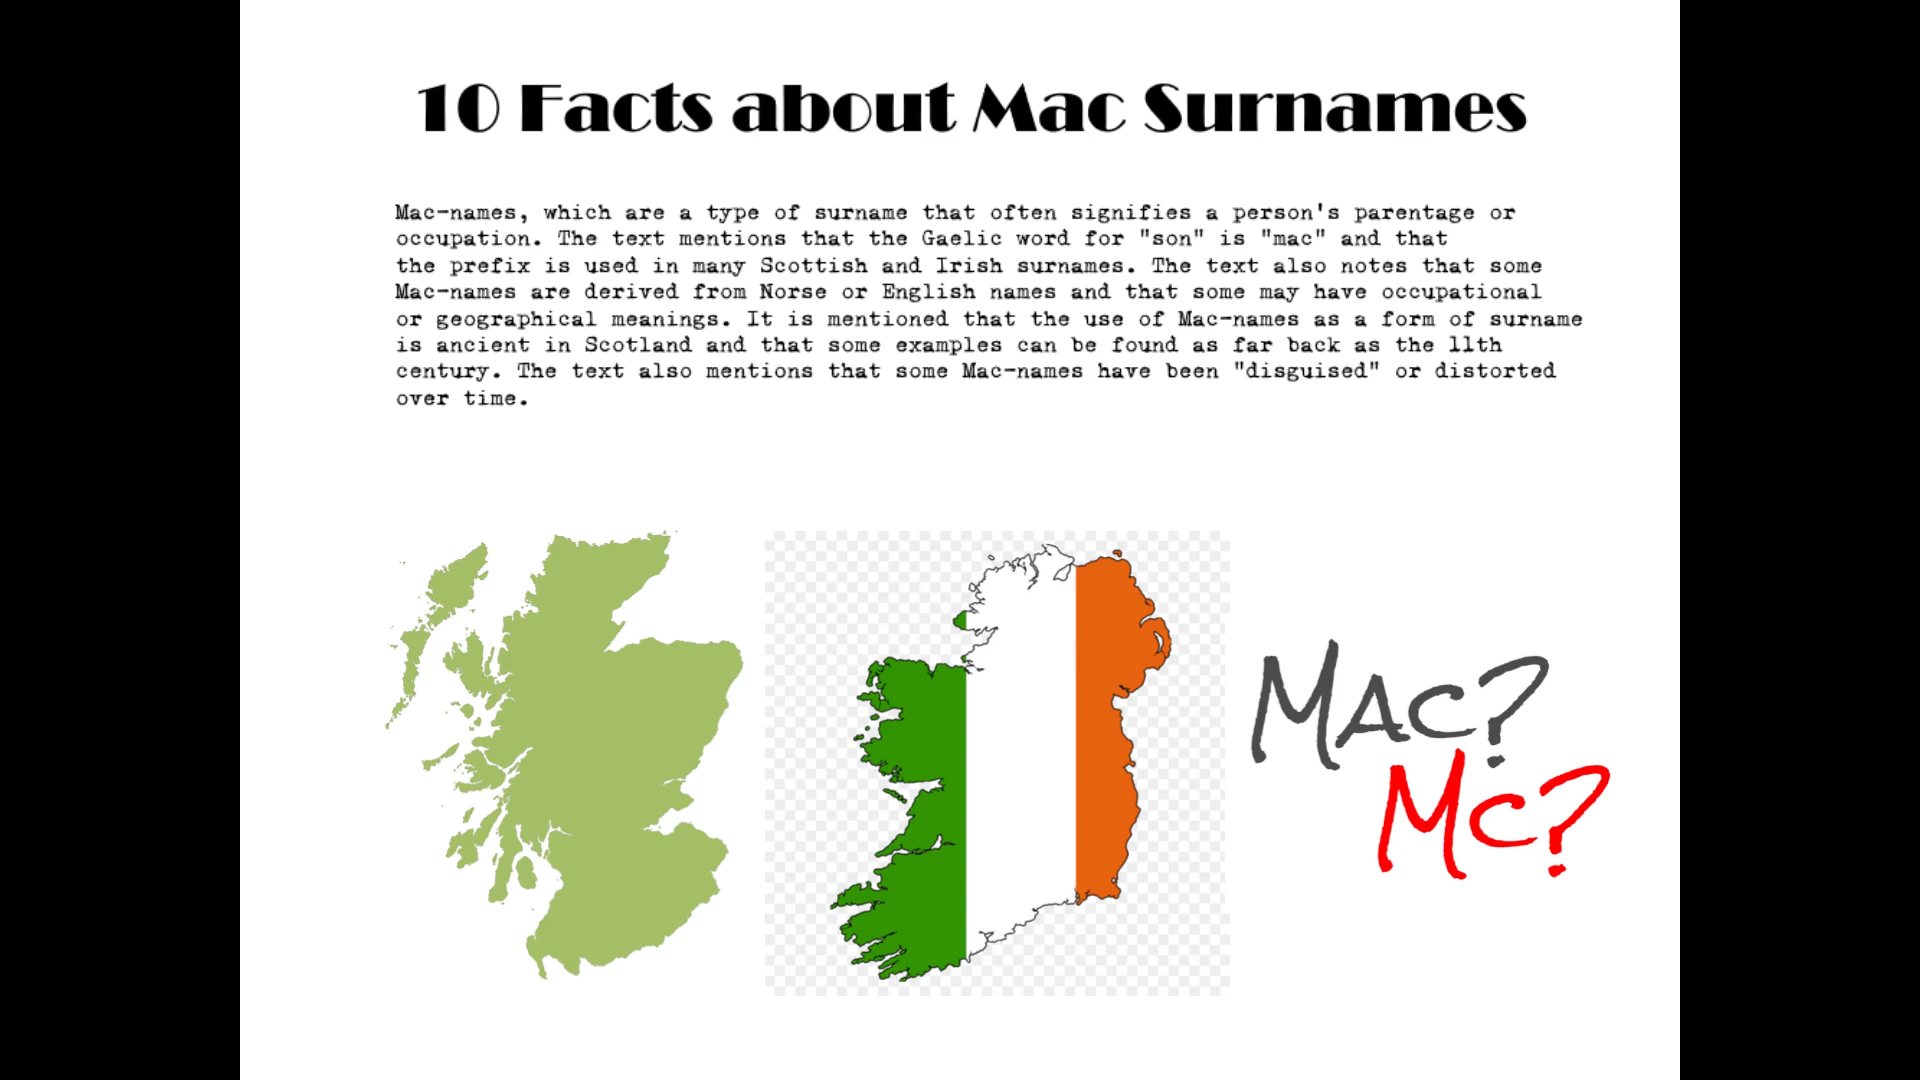 10 Facts about Mac Surnames
Mac-names, which are a type of surname that often signifies a person's parentage or
occupation. The text mentions that the Gaelic word for "son" is "mac" and that
the prefix is used in many Scottish and Irish surnames. The text also notes that some
Mac-names are derived from Norse or English names and that some may have occupational
or geographical meanings. It is mentioned that the use of Mac-names as a form of surname
is ancient in Scotland and that some examples can be found as far back as the 11th
century. The text also mentions that some Mac-names have been "disguised" or distorted
over time.
Mac?
Mc?